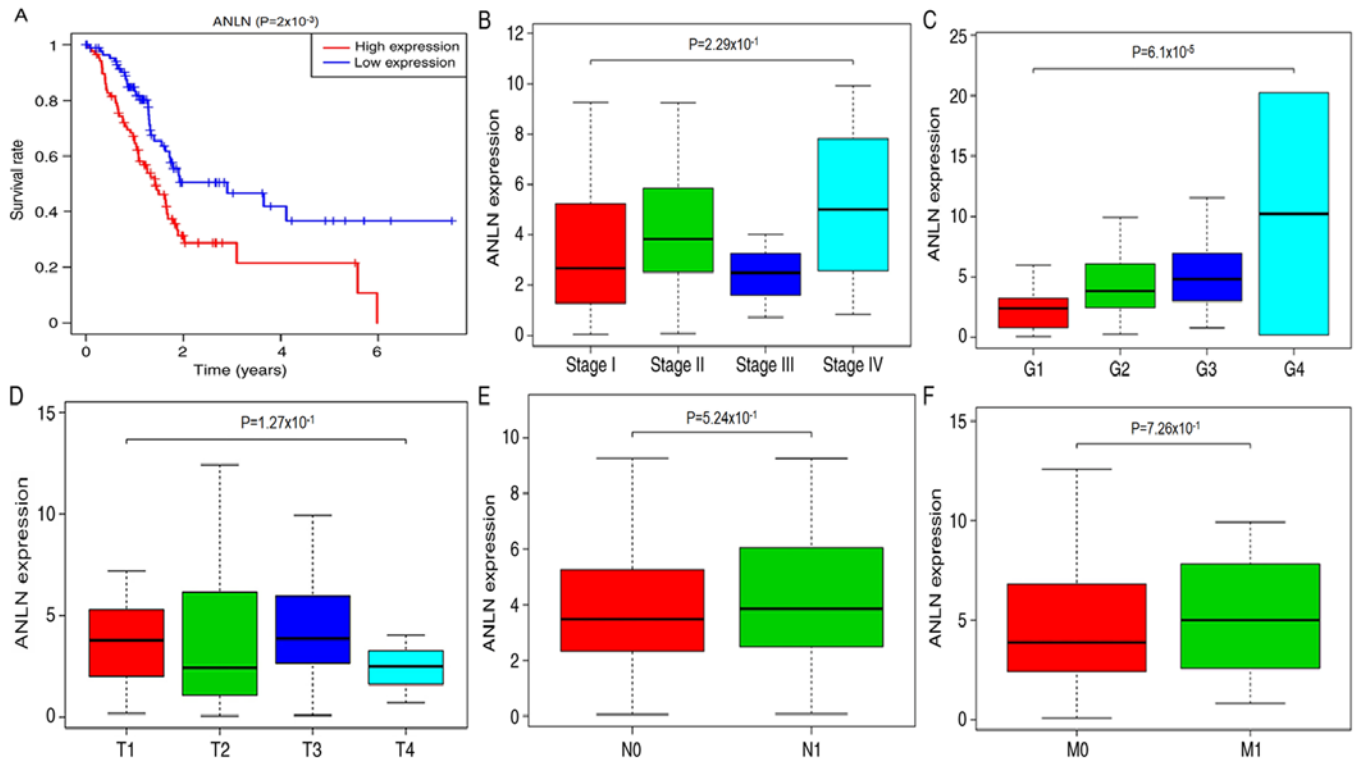 A
ANLN (P=2x10-3)
High expression
Low expression
1
0.8
0.6
0.4
0.2
0
Survival rate
0 2 4 6
Time (years)
B
P=2.29x10-1
12
10
8
6
4
2
0
ANLN expression
Stage I Stage II Stage III Stage IV
C
P=6.1x10-5
25
20
15
10
5
0
ANLN expression
G1 G2 G3 G4
D
P=1.27x10-1
15
10
5
0
ANLN expression
T1 T2 T3 T4
E
P=5.24x10-1
10
8
6
4
2
0
ANLN expression
N0 N1
F
P=7.26x10-1
15
10
5
0
ANLN expression
M0 M1